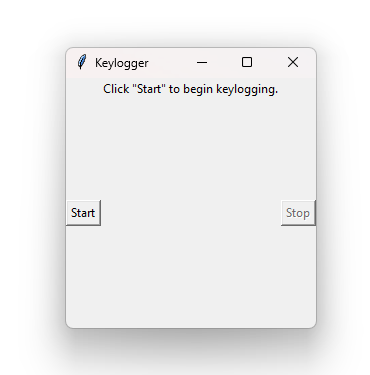 Keylogger
Click "Start" to begin keylogging.
Start
Stop